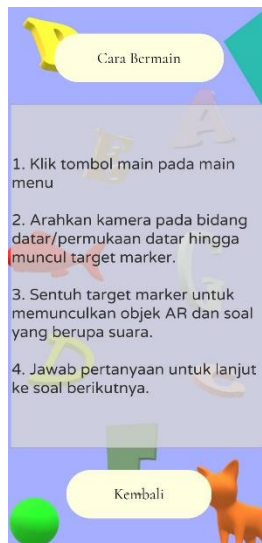 Cara Bermain
1. Klik tombol main pada main
menu
2. Arahkan kamera pada bidang
datar/permukaan datar hingga
muncul target marker.
3. Sentuh target marker untuk
memunculkan objek AR dan soal
yang berupa suara.
4. Jawab pertanyaan untuk lanjut
ke soal berikutnya.
Kembali